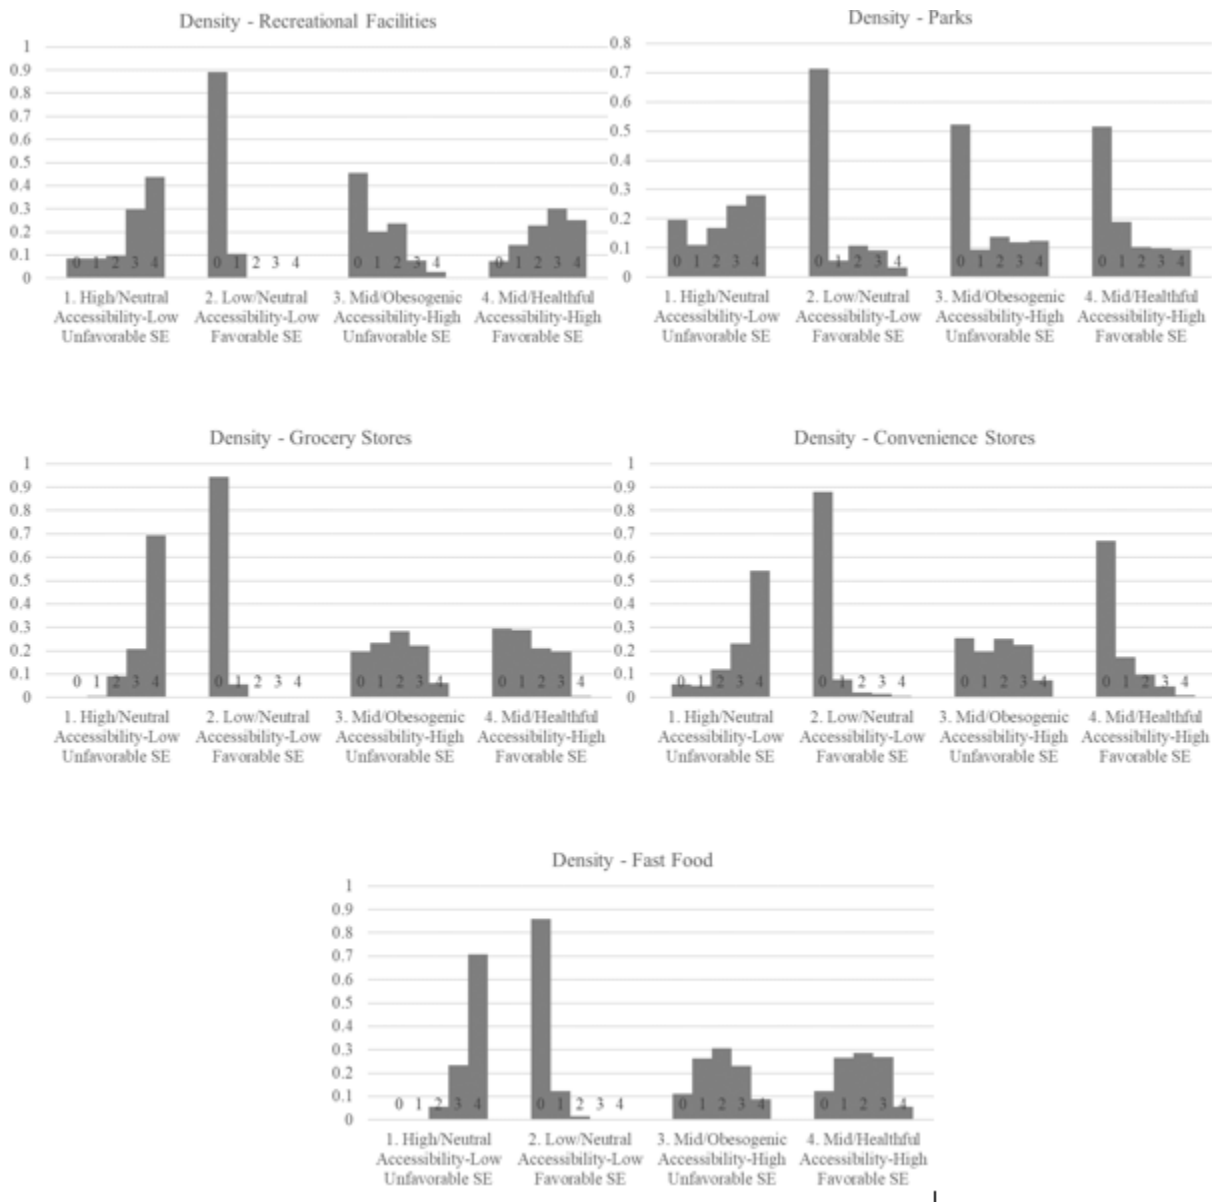 Density - Recreational Facilities
1
0.9
0.8
0.7
0.6
0.5
0.4
0.3
0.2
0.1
0
0 1 2 3 4 0 1 2 3 4 0 1 2 3 4 0 1 2 3 4
1. High/Neutral 2. Low/Neutral 3. Mid/Obesogenic 4. Mid/Healthful
Accessibility-Low Accessibility-Low Accessibility-High Accessibility-High
Unfavorable SE Favorable SE Unfavorable SE Favorable SE
Density - Parks
0.8
0.7
0.6
0.5
0.4
0.3
0.2
0.1
0
0 1 2 3 4 0 1 2 3 4 0 1 2 3 4 0 1 2 3 4
1. High/Neutral 2. Low/Neutral 3. Mid/Obesogenic 4. Mid/Healthful
Accessibility-Low Accessibility-Low Accessibility-High Accessibility-High
Unfavorable SE Favorable SE Unfavorable SE Favorable SE
Density - Grocery Stores
1
0.9
0.8
0.7
0.6
0.5
0.4
0.3
0.2
0.1
0
0 1 2 3 4 0 1 2 3 4 0 1 2 3 4 0 1 2 3 4
1. High/Neutral 2. Low/Neutral 3. Mid/Obesogenic 4. Mid/Healthful
Accessibility-Low Accessibility-Low Accessibility-High Accessibility-High
Unfavorable SE Favorable SE Unfavorable SE Favorable SE
Density - Convenience Stores
1
0.9
0.8
0.7
0.6
0.5
0.4
0.3
0.2
0.1
0
0 1 2 3 4 0 1 2 3 4 0 1 2 3 4 0 1 2 3 4
1. High/Neutral 2. Low/Neutral 3. Mid/Obesogenic 4. Mid/Healthful
Accessibility-Low Accessibility-Low Accessibility-High Accessibility-High
Unfavorable SE Favorable SE Unfavorable SE Favorable SE
Density - Fast Food
1
0.9
0.8
0.7
0.6
0.5
0.4
0.3
0.2
0.1
0
0 1 2 3 4 0 1 2 3 4 0 1 2 3 4 0 1 2 3 4
1. High/Neutral 2. Low/Neutral 3. Mid/Obesogenic 4. Mid/Healthful
Accessibility-Low Accessibility-Low Accessibility-High Accessibility-High
Unfavorable SE Favorable SE Unfavorable SE Favorable SE